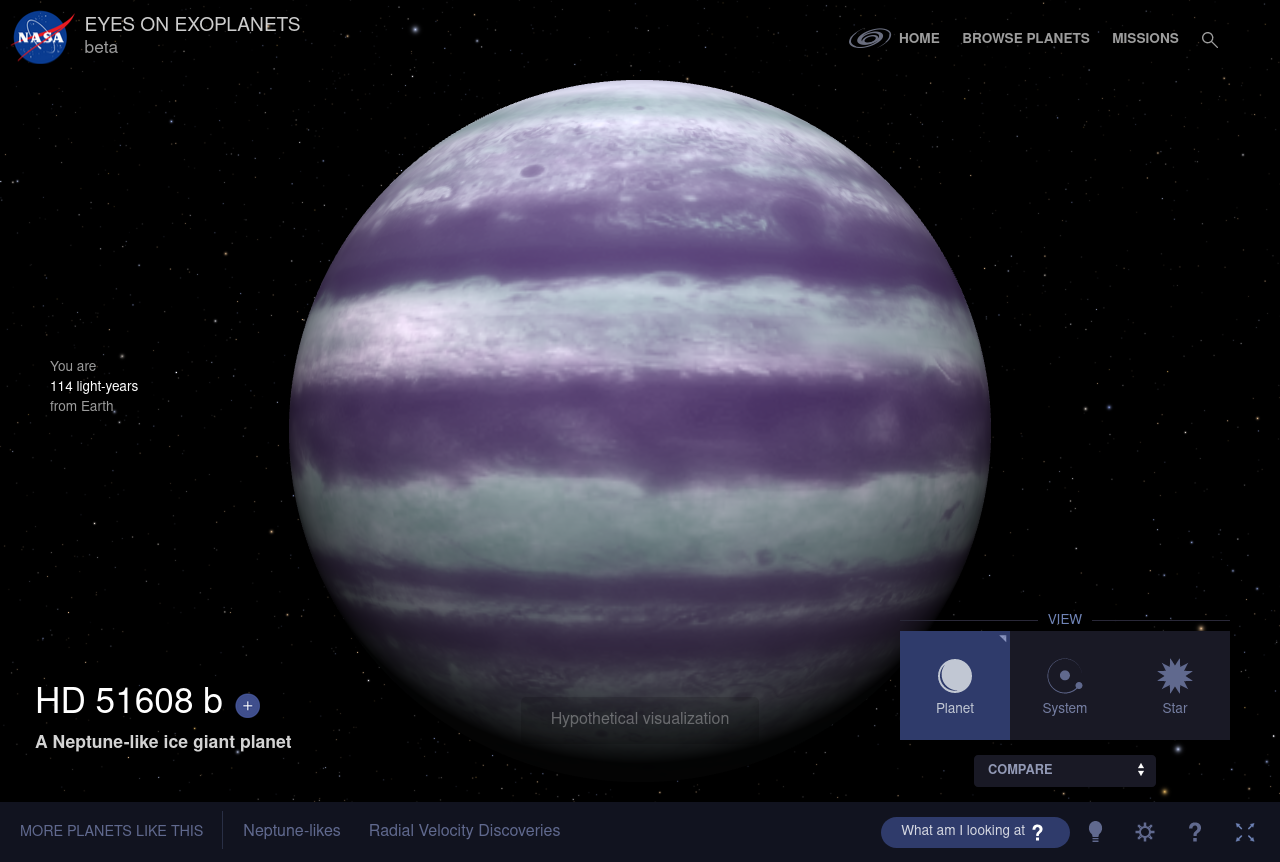 NASA
EYES ON EXOPLANETS
beta
HOME
BROWSE PLANETS
MISSIONS
You are
114 light-years
from Earth
VIEW
Planet
System
Star
HD 51608 b +
A Neptune-like ice giant planet
Hypothetical visualization
COMPARE
MORE PLANETS LIKE THIS
Neptune-likes
Radial Velocity Discoveries
What am I looking at ?
?